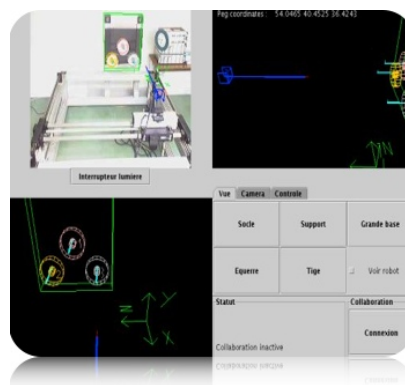 Peg coordinates : 54.0465 40.4525 36.4243
Interrupteur lumiere
Vue Camera Controle
Socle Support Grande base
Equerre Tige Voir robot
Statut Collaboration
Collaboration inactive
Connexion
Z Y X